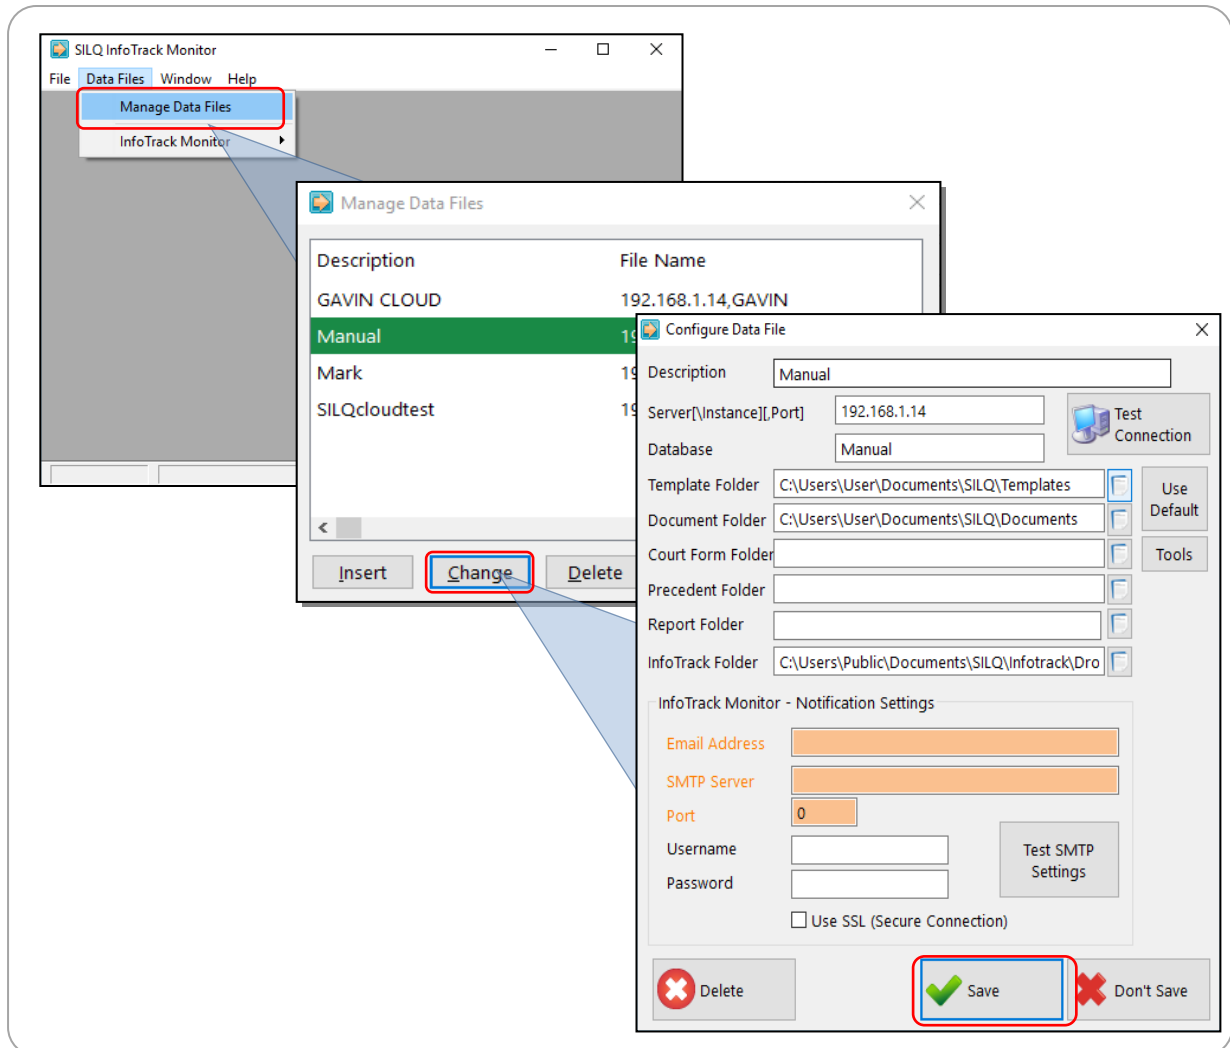 SILQ InfoTrack Monitor
File Data Files Window Help
Manage Data Files
InfoTrack Monitor
Manage Data Files
Description File Name
GAVIN CLOUD 192.168.1.14,GAVIN
Manual 19
Mark 19
SILQcloudtest 19
Insert Change Delete
Configure Data File
Description Manual
Server[\Instance][,Port] 192.168.1.14
Test
Connection
Database Manual
Template Folder C:\Users\User\Documents\SILQ\Templates
Use
Default
Document Folder C:\Users\User\Documents\SILQ\Documents
Court Form Folder
Tools
Precedent Folder
Report Folder
InfoTrack Folder C:\Users\Public\Documents\SILQ\Infotrack\Dro
InfoTrack Monitor - Notification Settings
Email Address
SMTP Server
Port 0
Username
Password
Test SMTP
Settings
Use SSL (Secure Connection)
Delete Save Don't Save